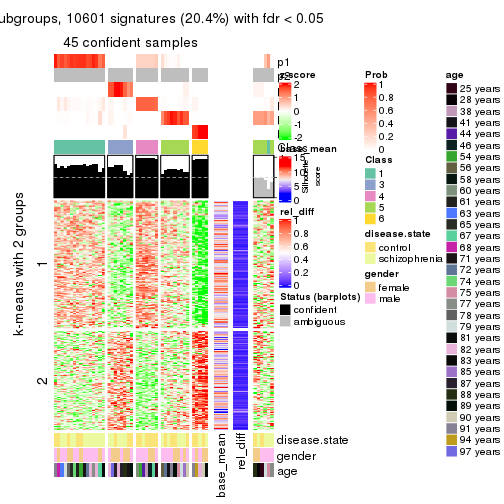 ubgroups, 10601 signatures (20.4%) with fdr < 0.05
45 confident samples
p1
z-score
2
1
0
-1
-2
Class
base_mean
15
10
5
0
Silhouette
score
rel_diff
1
0.8
0.6
0.4
0.2
0
Status (barplots)
confident
ambiguous
k-means with 2 groups
1
2
disease.state
gender
age
base_mean
rel_diff
Prob
1
0.8
0.6
0.4
0.2
0
Class
1
3
4
5
6
disease.state
control
schizophrenia
gender
female
male
age
25 years
28 years
38 years
41 years
44 years
46 years
54 years
56 years
58 years
60 years
61 years
63 years
65 years
67 years
68 years
71 years
72 years
74 years
75 years
77 years
78 years
79 years
81 years
82 years
83 years
85 years
87 years
88 years
89 years
90 years
91 years
94 years
97 years